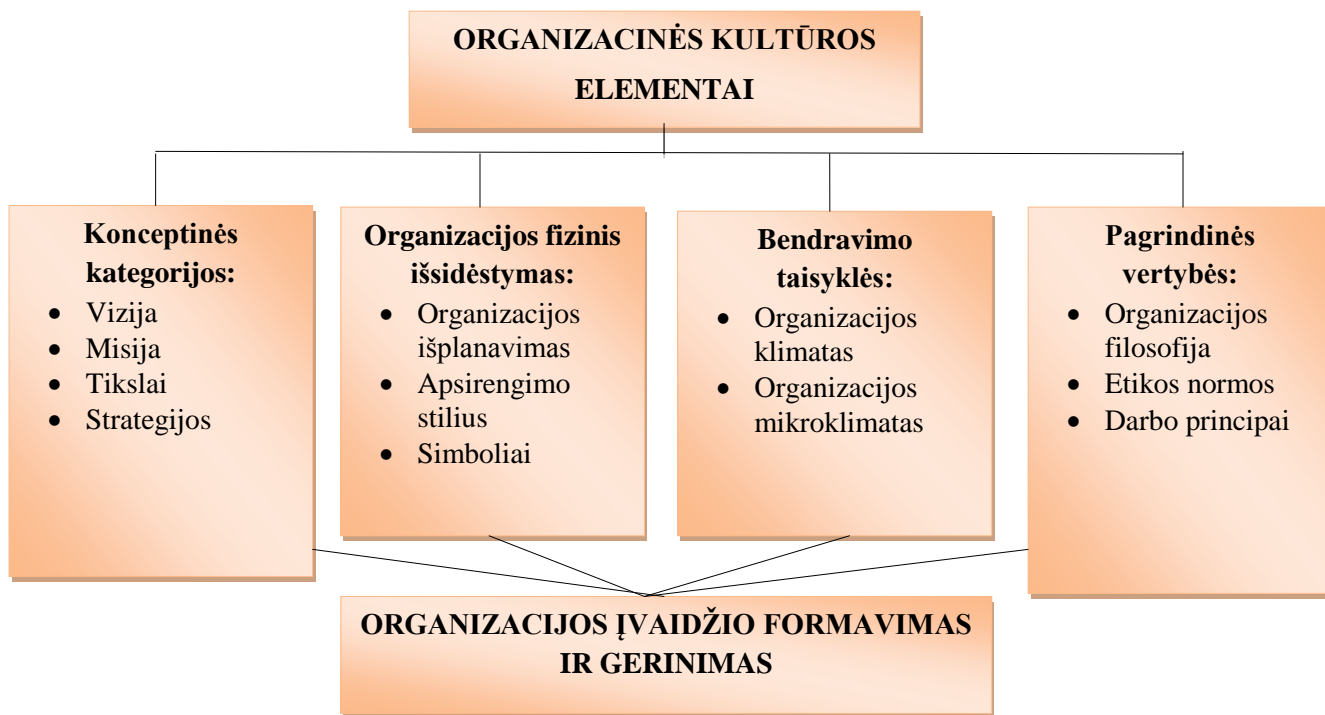 ORGANIZACINĖS KULTŪROS
ELEMENTAI
Konceptinės
kategorijos:
• Vizija
• Misija
• Tikslai
• Strategijos
Organizacijos fizinis
išsidėstymas:
• Organizacijos
išplanavimas
• Apsirengimo
stilius
• Simboliai
Bendravimo
taisyklės:
• Organizacijos
klimatas
• Organizacijos
mikroklimatas
Pagrindinės
vertybės:
• Organizacijos
filosofija
• Etikos normos
• Darbo principai
ORGANIZACIJOS ĮVAIDŽIO FORMAVIMAS
IR GERINIMAS